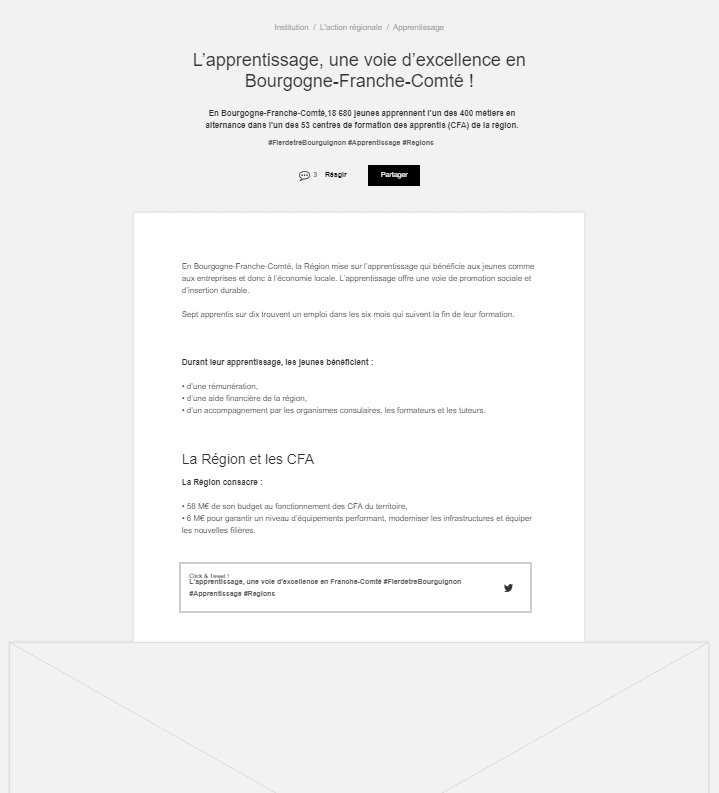 Institution / L'action régionale / Apprentissage
L’apprentissage, une voie d’excellence en
Bourgogne-Franche-Comté !
En Bourgogne-Franche-Comté,18 680 jeunes apprennent l’un des 400 métiers en
alternance dans l’un des 53 centres de formation des apprentis (CFA) de la région.
#FierdetreBourguignon #Apprentissage #Regions
3 Réagir Partager
En Bourgogne-Franche-Comté, la Région mise sur l’apprentissage qui bénéficie aux jeunes comme
aux entreprises et donc à l’économie locale. L’apprentissage offre une voie de promotion sociale et
d’insertion durable.
Sept apprentis sur dix trouvent un emploi dans les six mois qui suivent la fin de leur formation.
Durant leur apprentissage, les jeunes bénéficient :
• d’une rémunération,
• d’une aide financière de la région,
• d’un accompagnement par les organismes consulaires, les formateurs et les tuteurs.
La Région et les CFA
La Région consacre :
• 58 M€ de son budget au fonctionnement des CFA du territoire,
• 6 M€ pour garantir un niveau d’équipements performant, moderniser les infrastructures et équiper
les nouvelles filières.
Click & Tweet !
L’apprentissage, une voie d’excellence en Franche-Comté #FierdetreBourguignon
#Apprentissage #Regions